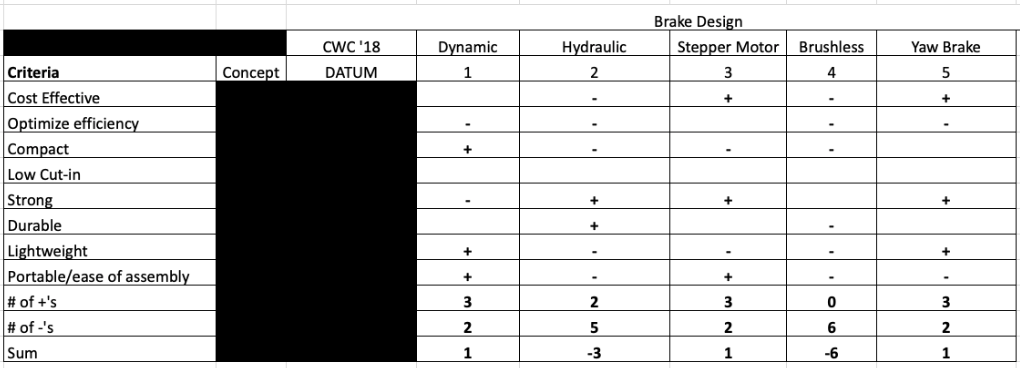 Brake Design
CWC '18 Dynamic Hydraulic Stepper Motor Brushless Yaw Brake
Criteria Concept DATUM 1 2 3 4 5
Cost Effective - + - +
Optimize efficiency - - - -
Compact + - - -
Low Cut-in
Strong - + + +
Durable + -
Lightweight + - - - +
Portable/ease of assembly + - + - -
# of +'s 3 2 3 0 3
# of -'s 2 5 2 6 2
Sum 1 -3 1 -6 1